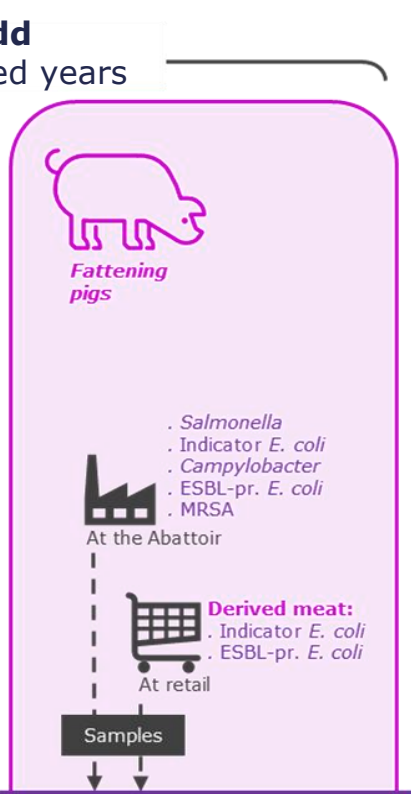 ed years
Fattening
pigs
. Salmonella
. Indicator E. coli
. Campylobacter
. ESBL-pr. E. coli
. MRSA
At the Abattoir
Derived meat:
. Indicator E. coli
. ESBL-pr. E. coli
At retail
Samples